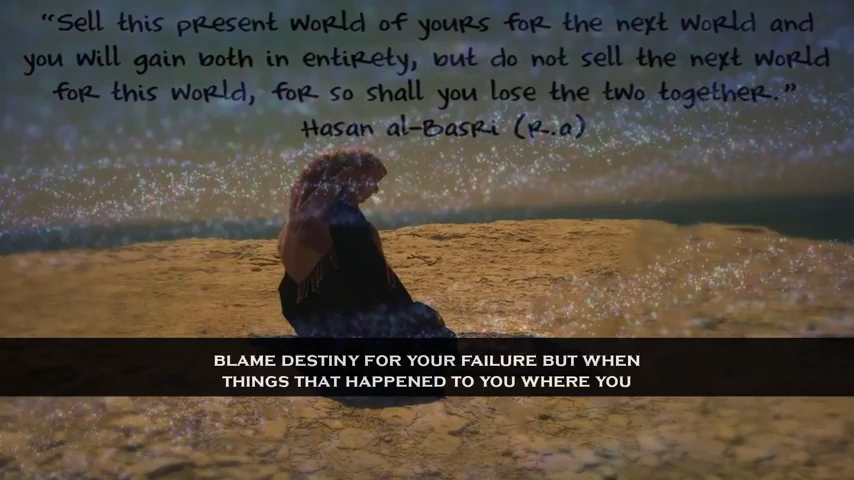 “Sell this present world of yours for the next world and
you will gain both in entirety, but do not sell the next world
for this world, for so shall you lose the two together.”
Hasan al-Basri (r.a)
BLAME DESTINY FOR YOUR FAILURE BUT WHEN
THINGS THAT HAPPENED TO YOU WHERE YOU